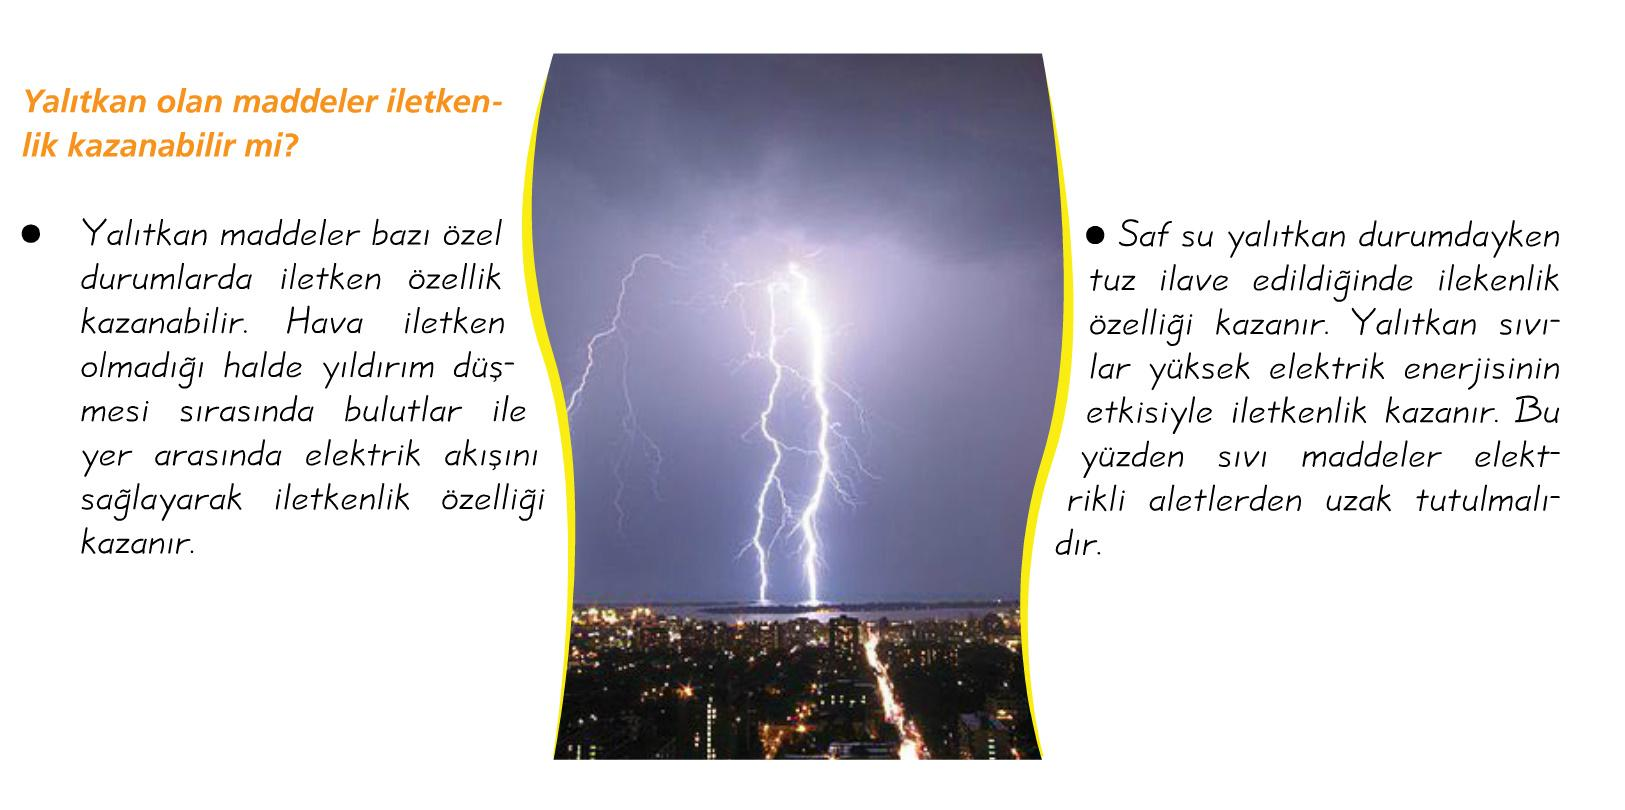 Yalıtkan olan maddeler iletken-
lik kazanabilir mi?
● Yalıtkan maddeler bazı özel
durumlarda iletken özellik
kazanabilir. Hava iletken
olmadığı halde yıldırım düş-
mesi sırasında bulutlar ile
yer arasında elektrik akışını
sağlayarak iletkenlik özelliği
kazanır.
● Saf su yalıtkan durumdayken
tuz ilave edildiğinde ilekenlik
özelliği kazanır. Yalıtkan sıvı-
lar yüksek elektrik enerjisinin
etkisiyle iletkenlik kazanır. Bu
yüzden sıvı maddeler elekt-
rikli aletlerden uzak tutulmalı-
dır.